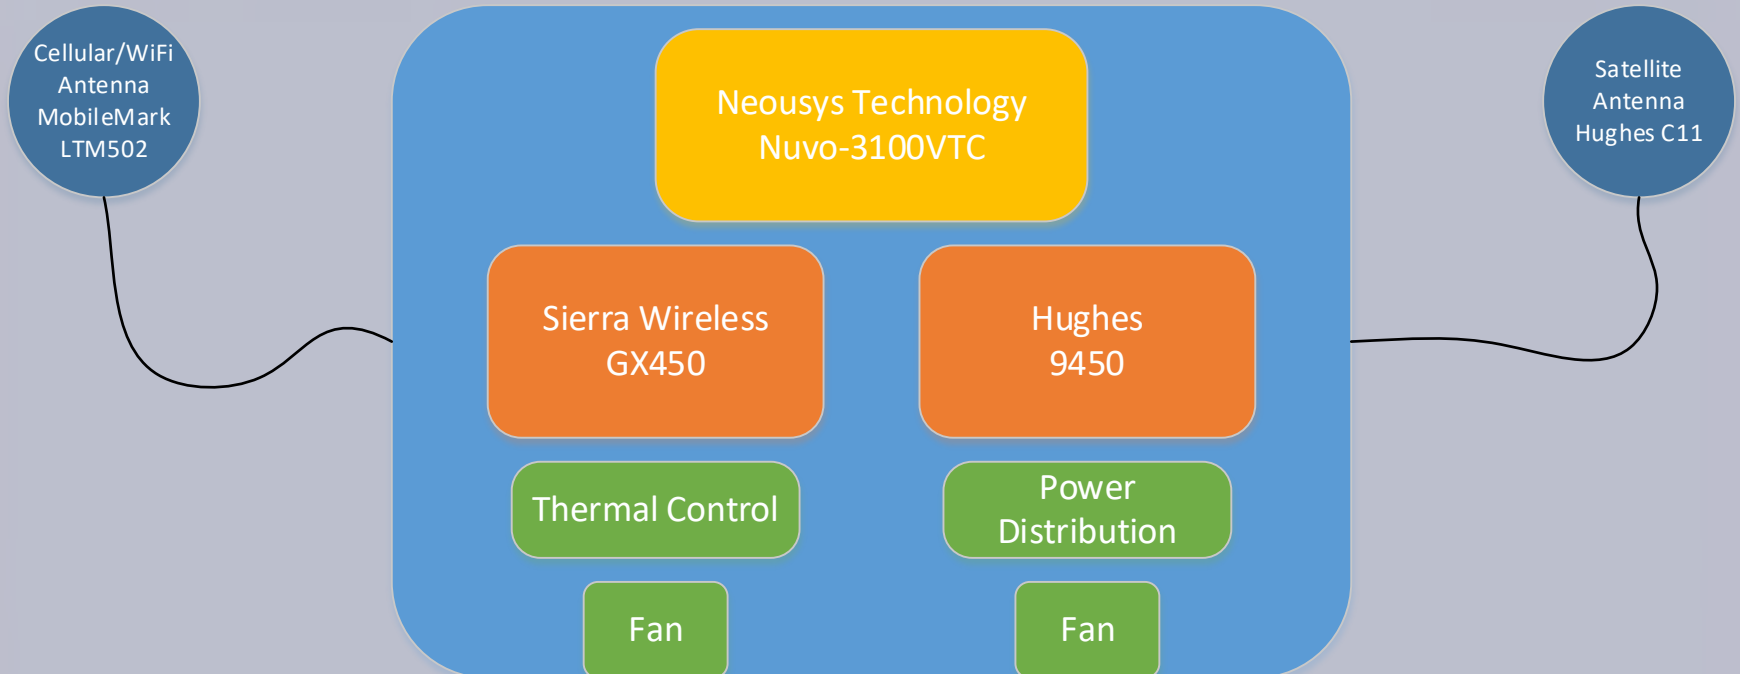 Cellular/WiFi
Antenna
MobileMark
LTM502
Neousys Technology
Nuvo-3100VTC
Satellite
Antenna
Hughes C11
Sierra Wireless
GX450
Hughes
9450
Thermal Control
Power
Distribution
Fan
Fan